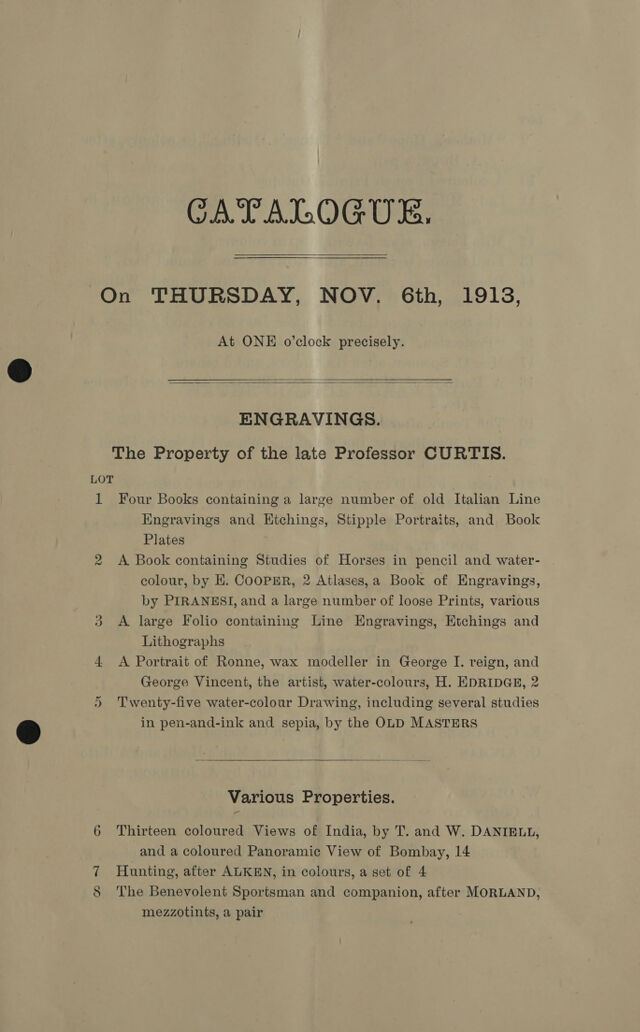 CATALOGUE.
On THURSDAY, NOV. 6th, 1913,
At ONE o'clock precisely.
ENGRAVINGS.
The Property of the late Professor CURTIS.
LOT
1 Four Books containing a large number of old Italian Line
Engravings and Etchings, Stipple Portraits, and Book
Plates
2 A Book containing Studies of Horses in pencil and water-
colour, by E. COOPER, 2 Atlases, a Book of Engravings,
by PIRANESI, and a large number of loose Prints, various
3 A large Folio containing Line Engravings, Etchings and
Lithographs
4 A Portrait of Ronne, wax modeller in George I. reign, and
George Vincent, the artist, water-colours, H. EDRIDGE, 2
5 Twenty-five water-colour Drawing, including several studies
in pen-and-ink and sepia, by the OLD MASTERS
Various Properties.
6 Thirteen coloured Views of India, by T. and W. DANIELL,
and a coloured Panoramic View of Bombay, 14
7 Hunting, after ALKEN, in colours, a set of 4
8 The Benevolent Sportsman and companion, after MORLAND,
mezzotints, a pair